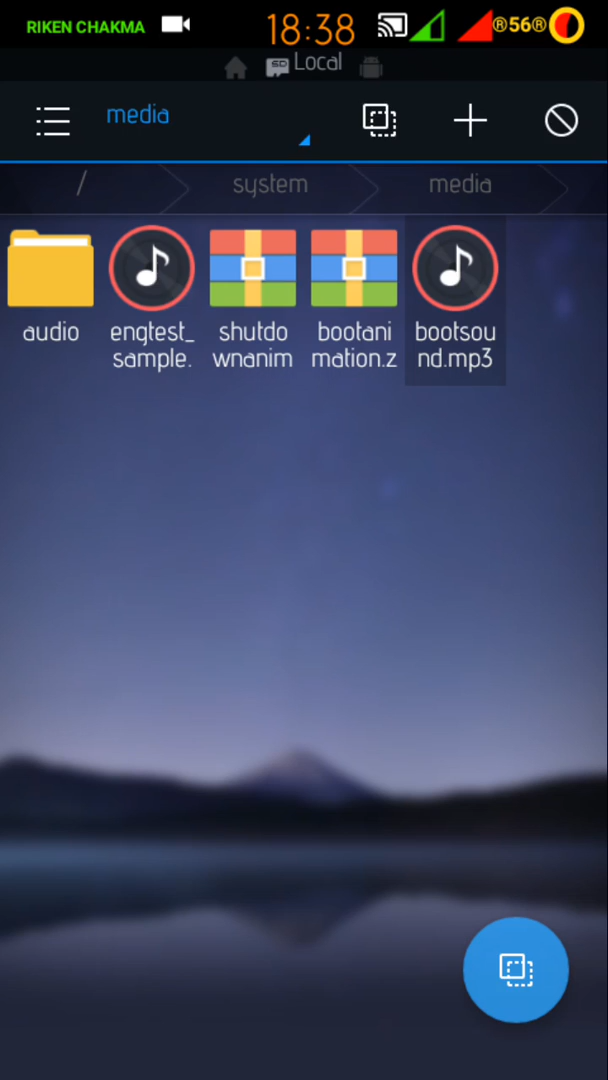 RIKEN CHAKMA 18:38 ®56®
SD Local
media
/ system media
audio
engtest_
sample.
shutdo
wnanim
bootani
mation.z
bootsou
nd.mp3